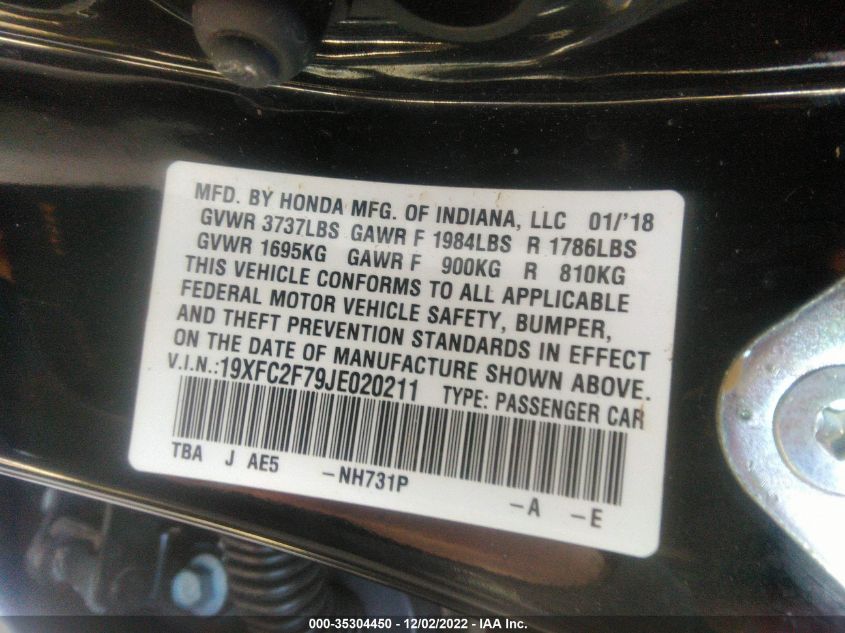 MFD. BY HONDA MFG. OF INDIANA, LLC 01/'18
GVWR 3737LBS GAWR F 1984LBS R 1786LBS
GVWR 1695KG GAWR F 900KG R 810KG
THIS VEHICLE CONFORMS TO ALL APPLICABLE
FEDERAL MOTOR VEHICLE SAFETY, BUMPER,
AND THEFT PREVENTION STANDARDS IN EFFECT
ON THE DATE OF MANUFACTURE SHOWN ABOVE.
V.I.N.:19XFC2F79JE020211 TYPE: PASSENGER CAR
TBA J AE5 -NH731P -A -E
000-35304450 - 12/02/2022 - IAA Inc.